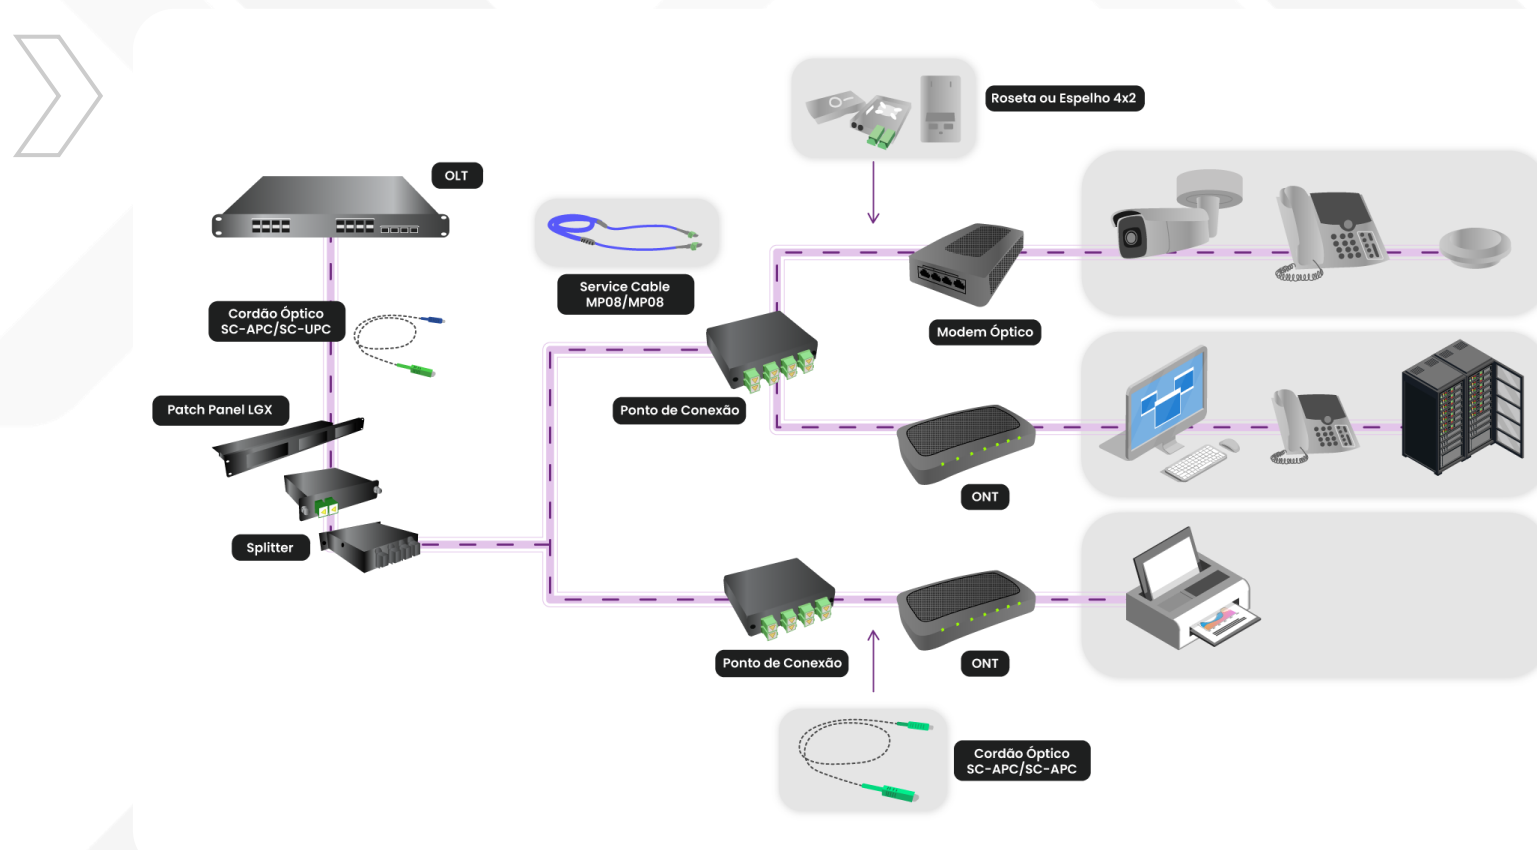 Roseta ou Espelho 4x2
OLT
Service Cable
MP08/MP08
Cordão Óptico
SC-APC/SC-UPC
Modem Óptico
Patch Panel LGX
Ponto de Conexão
ONT
Splitter
Ponto de Conexão
ONT
Cordão Óptico
SC-APC/SC-APC